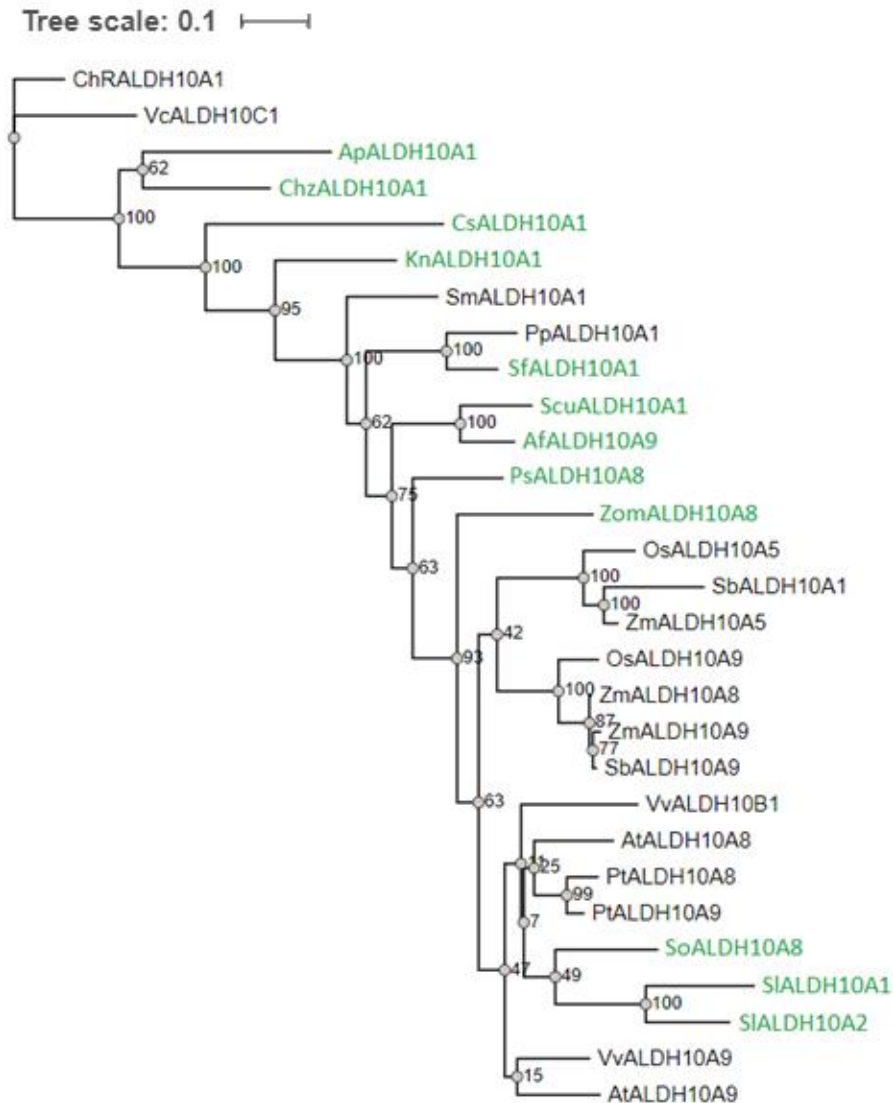 Tree scale: 0.1
ChRALDH10A1
VcALDH10C1
ApALDH10A1
62
ChzALDH10A1
100
CsALDH10A1
100
KnALDH10A1
95
SmALDH10A1
PpALDH10A1
100
100
SfALDH10A1
ScuALDH10A1
62
100
AfALDH10A9
PsALDH10A8
75
ZomALDH10A8
OsALDH10A5
63
100
SbALDH10A1
100
ZmALDH10A5
42
93
OsALDH10A9
100
ZmALDH10A8
87
ZmALDH10A9
77
SbALDH10A9
63
VvALDH10B1
AtALDH10A8
25
PtALDH10A8
99
PtALDH10A9
7
SoALDH10A8
47
49
SlALDH10A1
100
SlALDH10A2
VvALDH10A9
15
AtALDH10A9